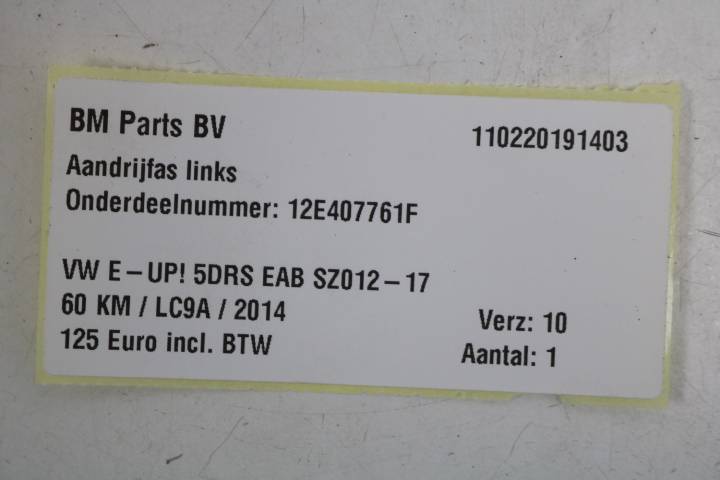 BM Parts BV 110220191403
Aandrijfas links
Onderdeelnummer: 12E407761F
VW E-UP! 5DRS EAB SZ012-17
60 KM / LC9A / 2014 Verz: 10
125 Euro incl. BTW Aantal: 1